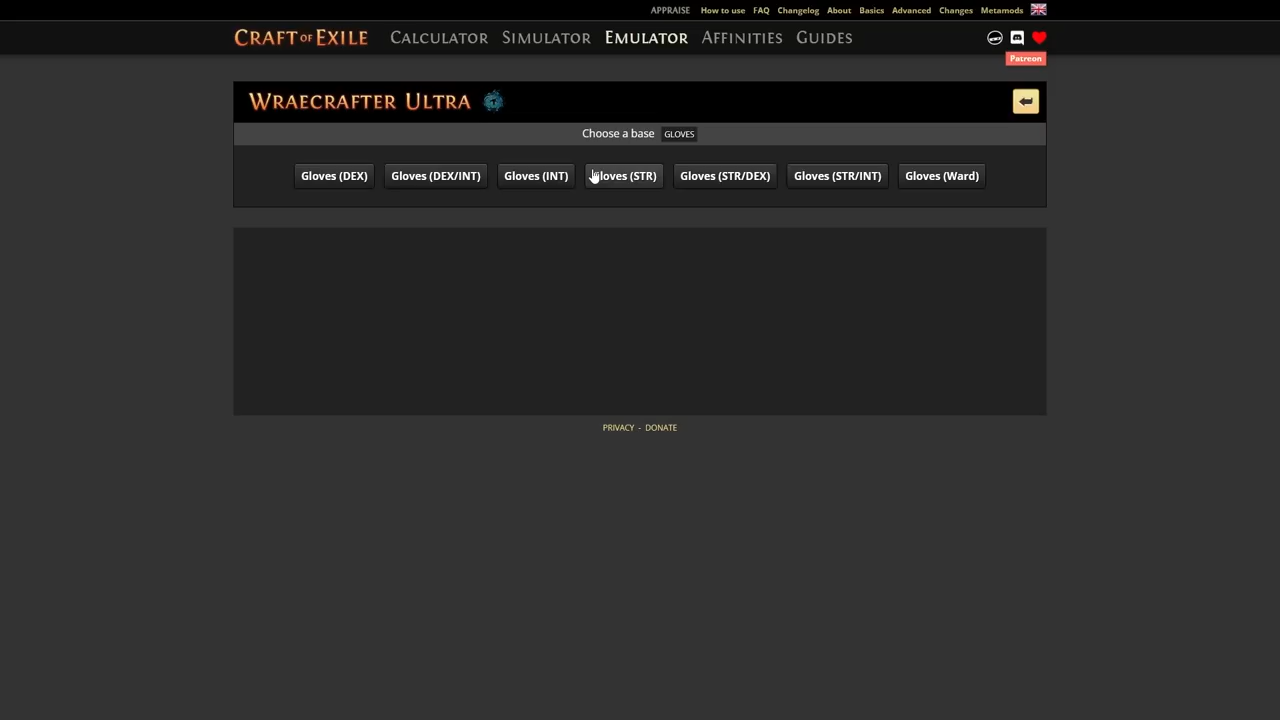 APPRAISE How to use FAQ Changelog About Basics Advanced Changes Metamods
CRAFT OF EXILE CALCULATOR SIMULATOR EMULATOR AFFINITIES GUIDES
Patreon
WRAECRAFTER ULTRA
Choose a base GLOVES
Gloves (DEX) Gloves (DEX/INT) Gloves (INT) Gloves (STR) Gloves (STR/DEX) Gloves (STR/INT) Gloves (Ward)
PRIVACY - DONATE